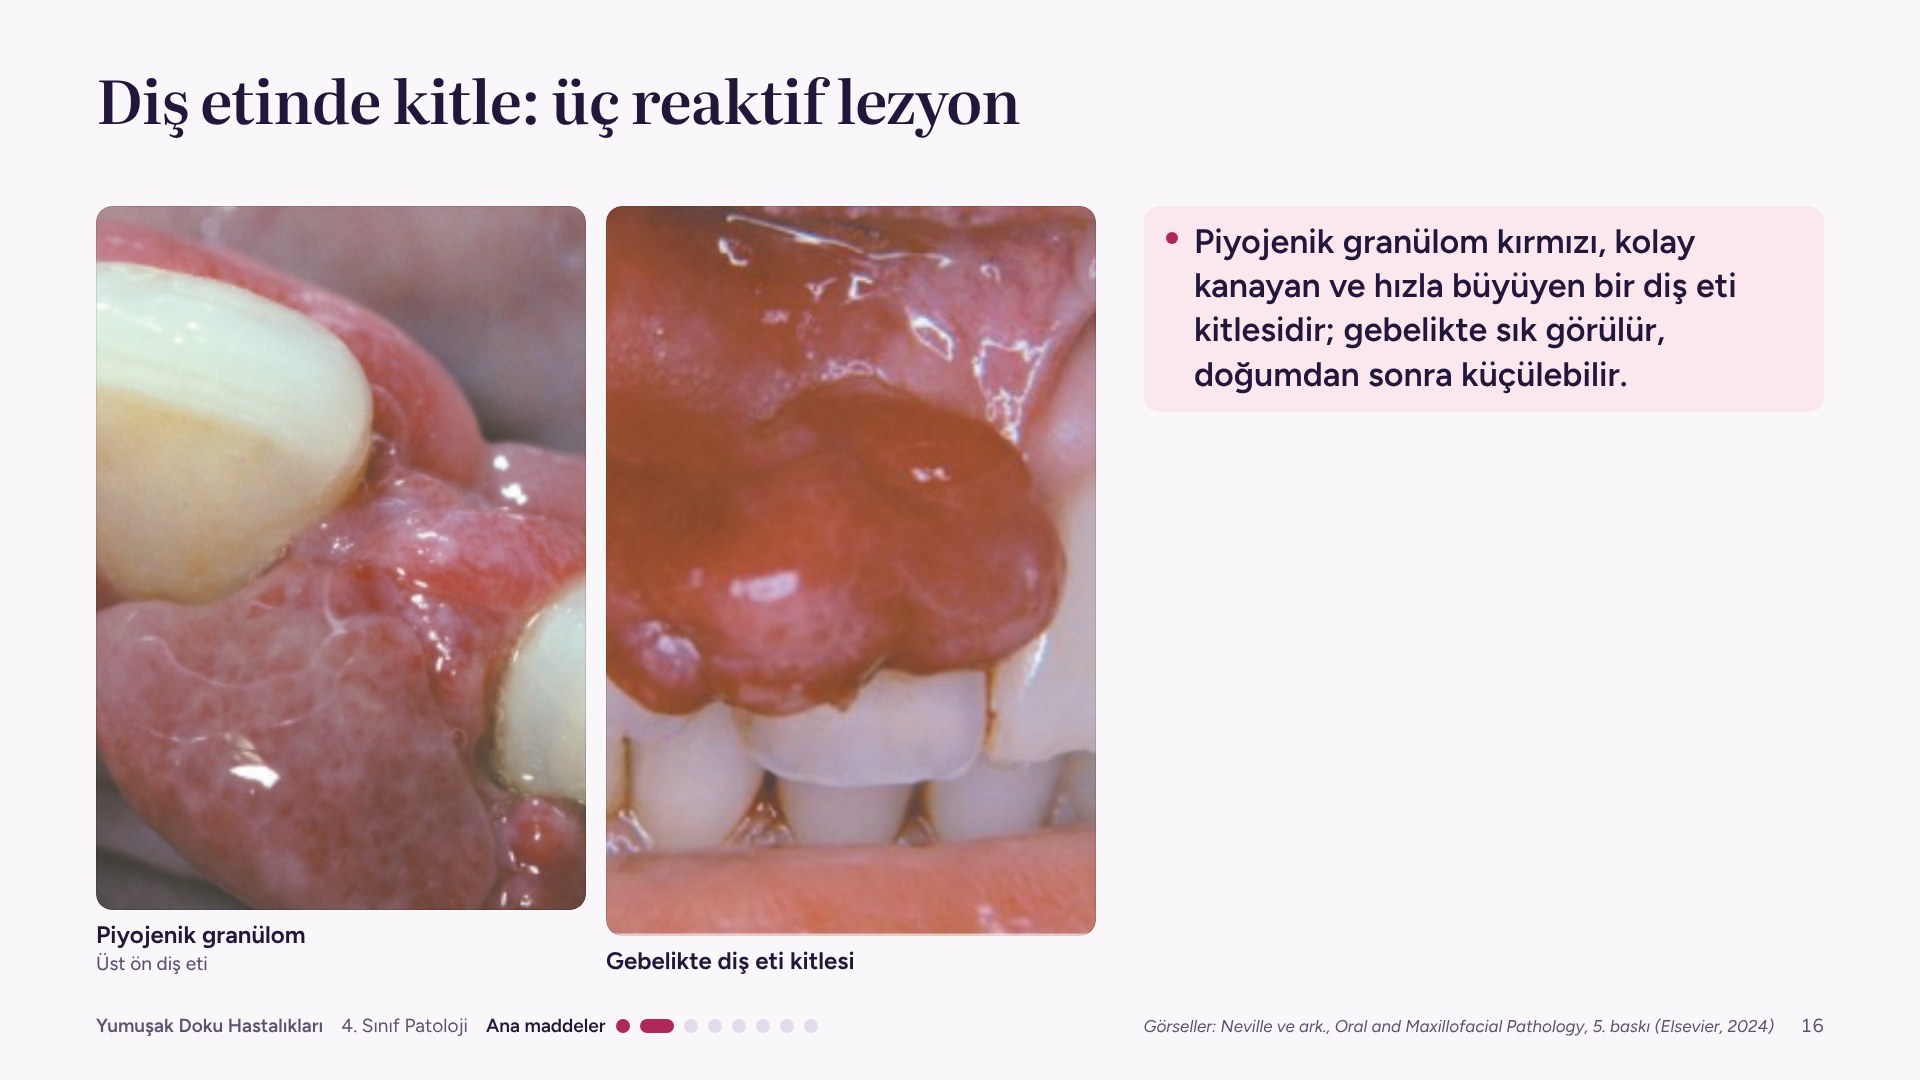 Diş etinde kitle: üç reaktif lezyon
Piyojenik granülom kırmızı, kolay
kanayan ve hızla büyüyen bir diş eti
kitlesidir; gebelikte sık görülür,
doğumdan sonra küçülebilir.
Piyojenik granülom
Üst ön diş eti
Gebelikte diş eti kitlesi
Yumuşak Doku Hastalıkları 4. Sınıf Patoloji Ana maddeler
Görseller: Neville ve ark., Oral and Maxillofacial Pathology, 5. baskı (Elsevier, 2024) 16